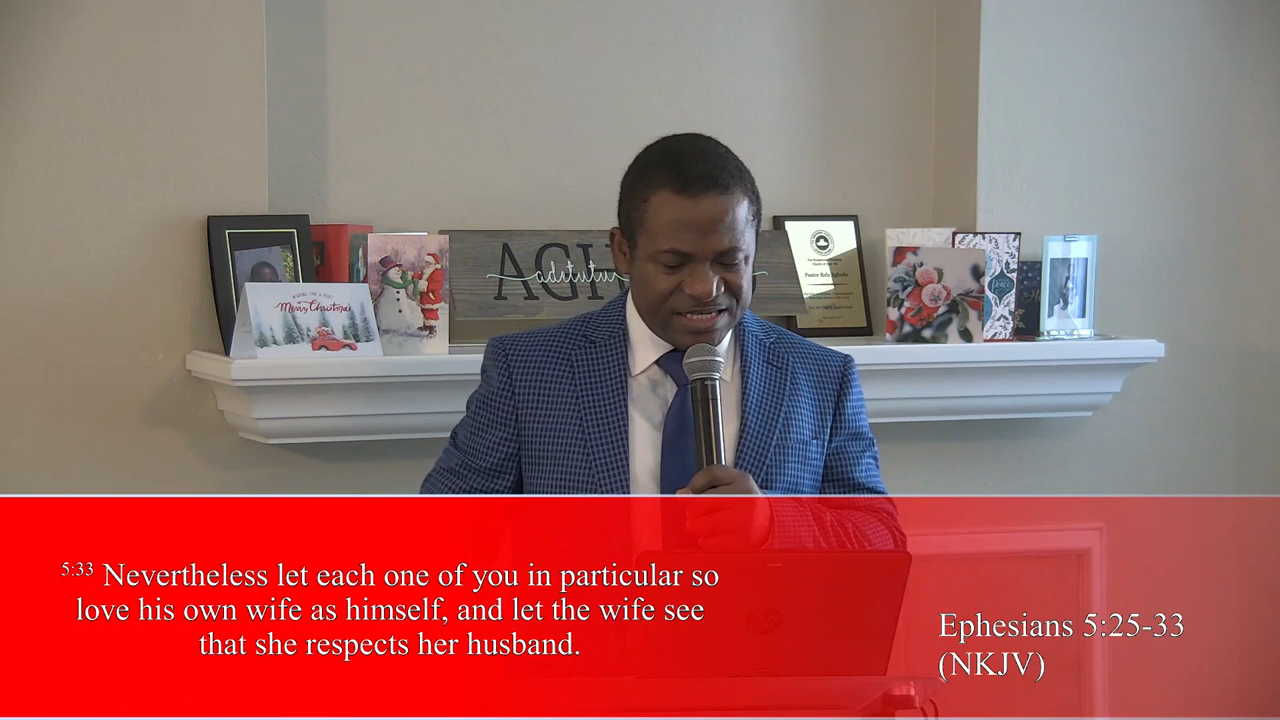 Merry Christmas
AGI
5:33 Nevertheless let each one of you in particular so
love his own wife as himself, and let the wife see
that she respects her husband.
Ephesians 5:25-33
(NKJV)